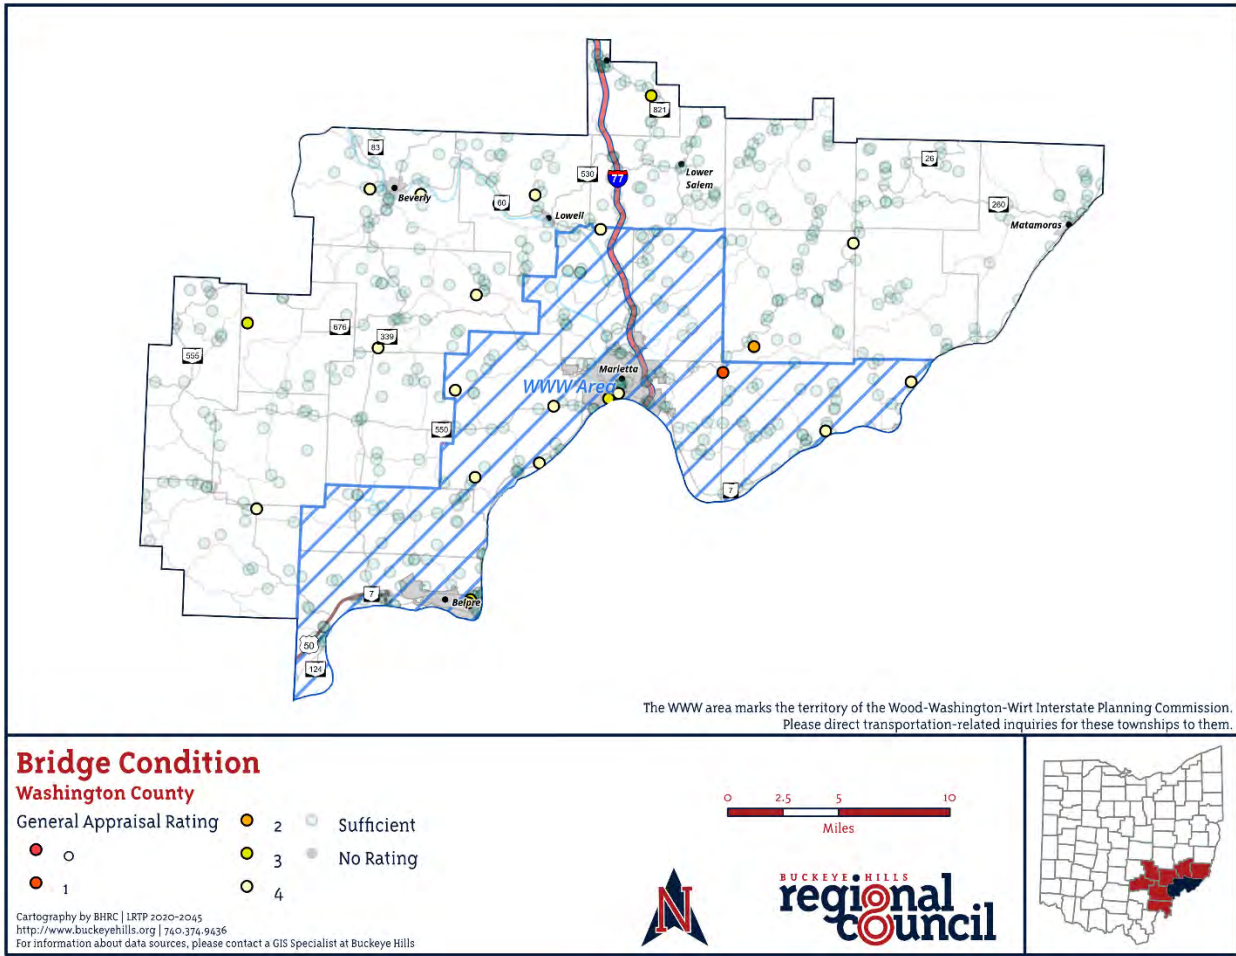 821
83
26
530
77
Lower
Salem
Beverly
60
Lowell
260
Matamoras
676
339
555
Marietta
WWW Area
550
7
7
Belpre
50
124
The WWW area marks the territory of the Wood-Washington-Wirt Interstate Planning Commission.
Please direct transportation-related inquiries for these townships to them.
Bridge Condition
Washington County
General Appraisal Rating
0
1
2
3
4
Sufficient
No Rating
Cartography by BHRC | LRTP 2020-2045
http://www.buckeyehills.org | 740.374.9436
For information about data sources, please contact a GIS Specialist at Buckeye Hills
0 2.5 5 10
Miles
N
BUCKEYE HILLS
regional
council